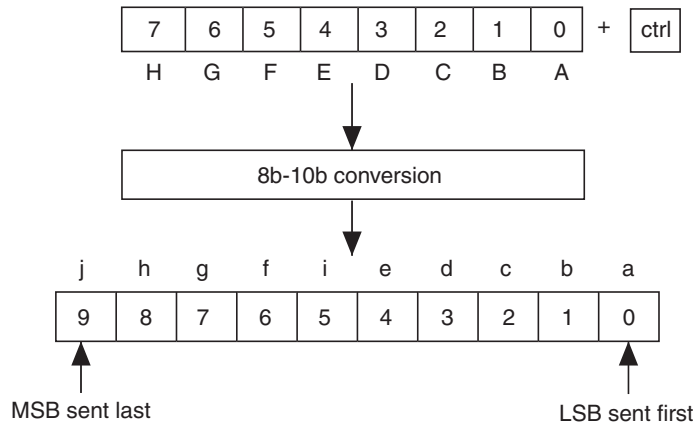 7 6 5 4 3 2 1 0 + ctrl
H G F E D C B A
8b-10b conversion
j h g f i e d c b a
9 8 7 6 5 4 3 2 1 0
MSB sent last LSB sent first